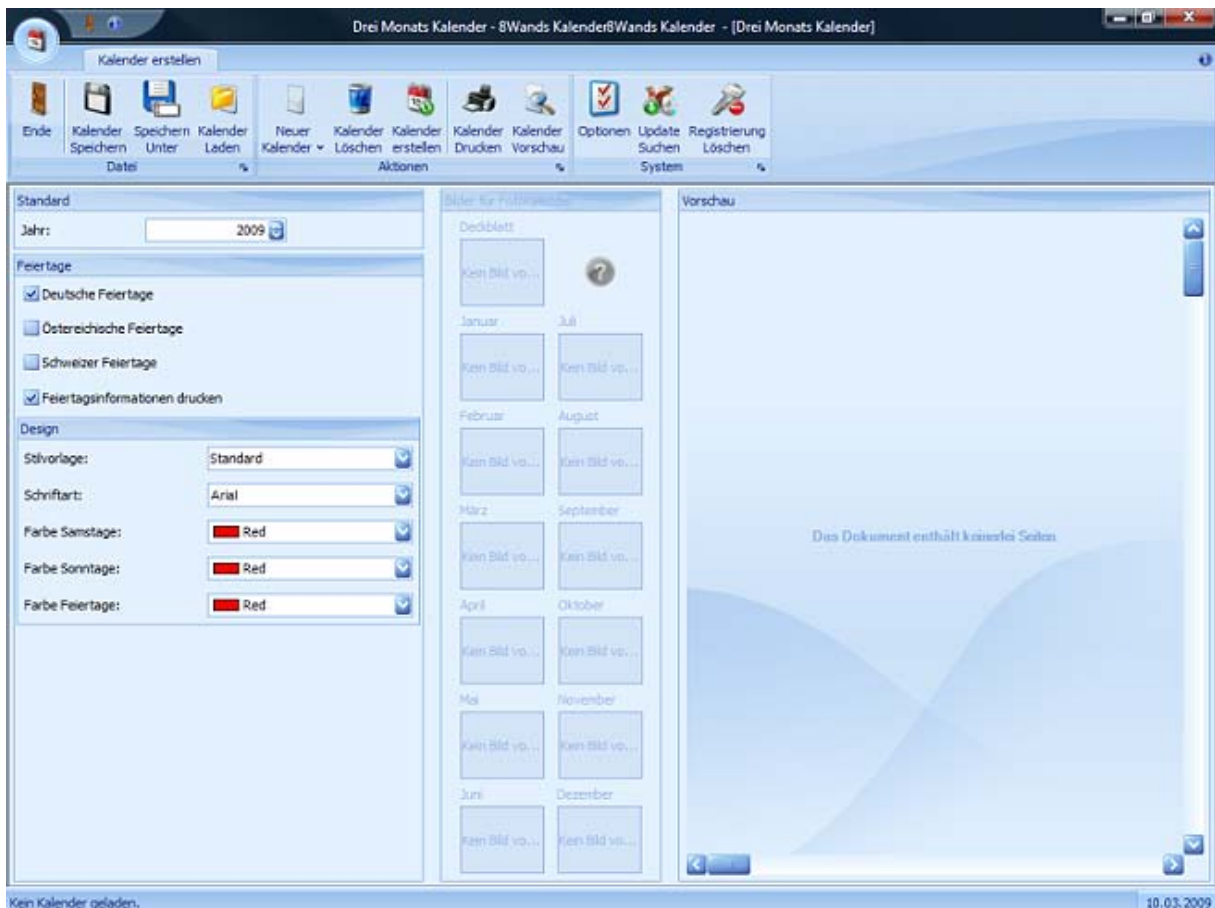 Drei Monats Kalender - 8Wands Kalender8Wands Kalender - [Drei Monats Kalender]
Kalender erstellen
Ende
Kalender Speichern
Speichern Unter
Kalender Laden
Neuer Kalender
Kalender Löschen
Kalender erstellen
Kalender Drucken
Kalender Vorschau
Optionen
Update Suchen
Registrierung Löschen
Datei
Aktionen
System
Standard
Jahr: 2009
Feiertage
Deutsche Feiertage
Östereichische Feiertage
Schweizer Feiertage
Feiertagsinformationen drucken
Design
Stilvorlage: Standard
Schriftart: Arial
Farbe Samstage: Red
Farbe Sonntage: Red
Farbe Feiertage: Red
Bilder für Fotokalender
Deckblatt
Kein Bild vo...
Januar Juli
Kein Bild vo... Kein Bild vo...
Februar August
Kein Bild vo... Kein Bild vo...
März September
Kein Bild vo... Kein Bild vo...
April Oktober
Kein Bild vo... Kein Bild vo...
Mai November
Kein Bild vo... Kein Bild vo...
Juni Dezember
Kein Bild vo... Kein Bild vo...
Vorschau
Das Dokument enthält keinerlei Seiten.
Kein Kalender geladen.
10.03.2009